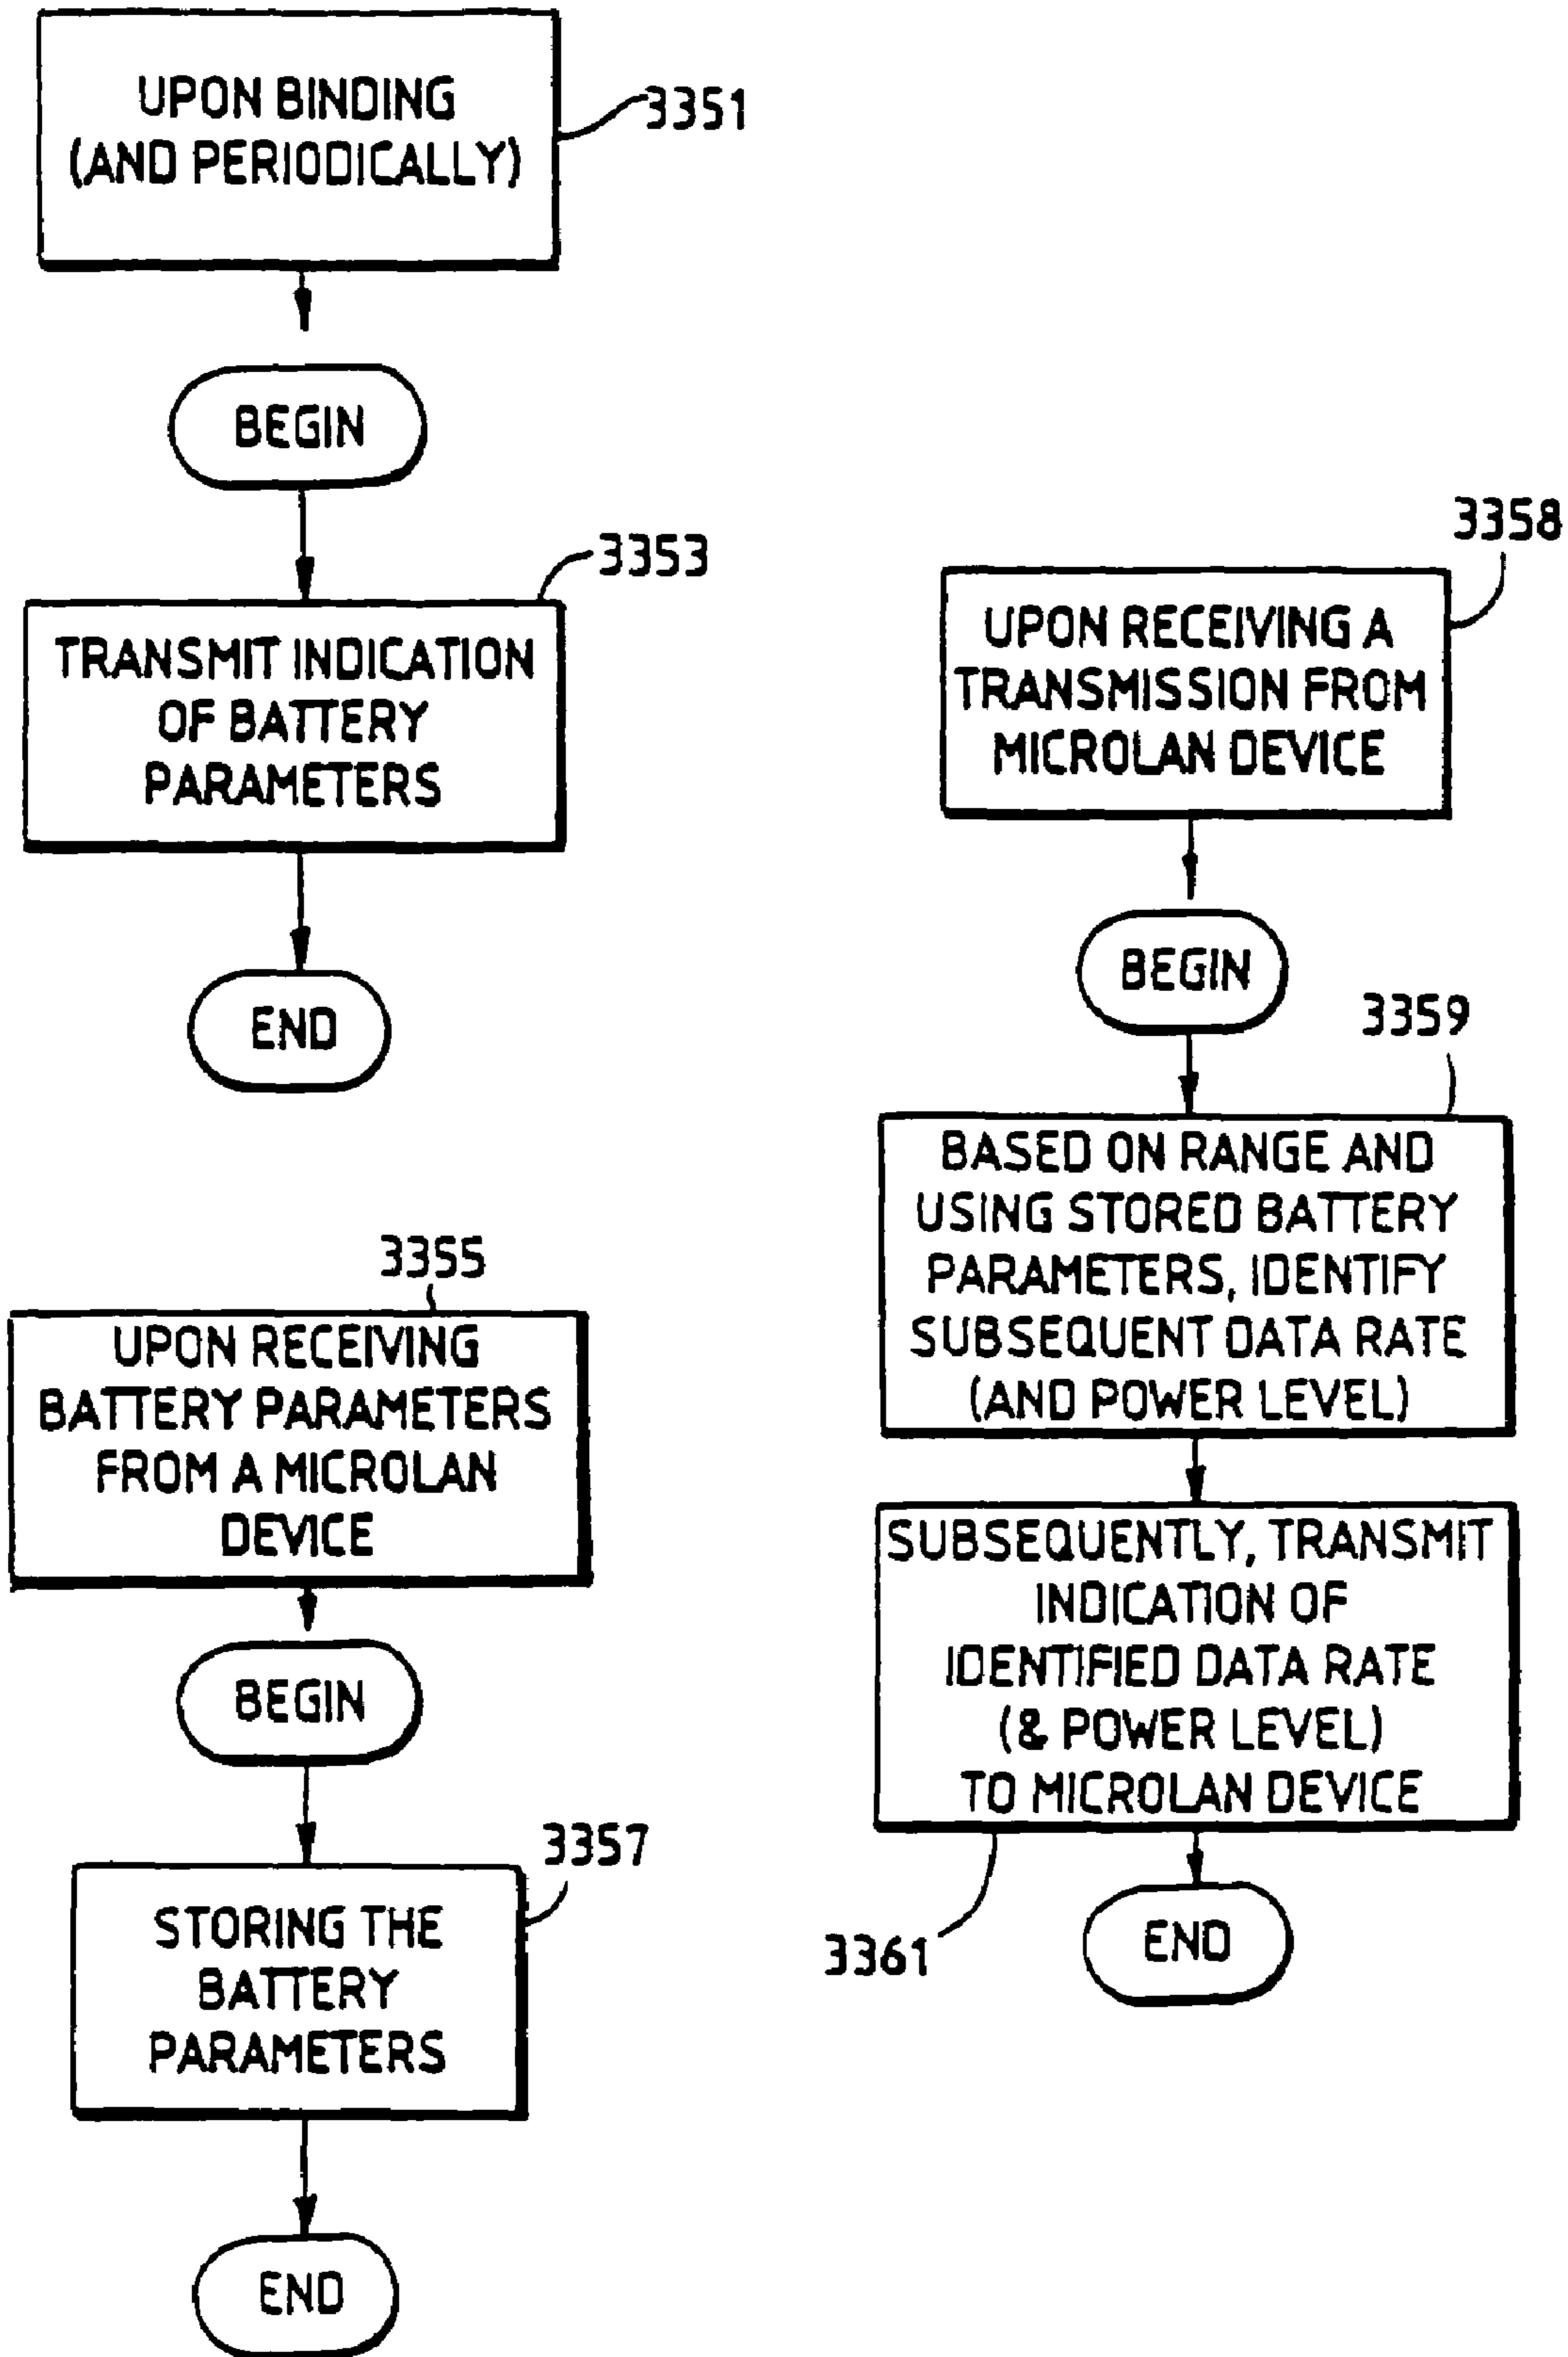 UPON BINDING
(AND PERIODICALLY)
3351
BEGIN
3353
TRANSMIT INDICATION
OF BATTERY
PARAMETERS
END
3355
UPON RECEIVING
BATTERY PARAMETERS
FROM A MICROLAN
DEVICE
BEGIN
3357
STORING THE
BATTERY
PARAMETERS
END
3358
UPON RECEIVING A
TRANSMISSION FROM
MICROLAN DEVICE
BEGIN
3359
BASED ON RANGE AND
USING STORED BATTERY
PARAMETERS, IDENTIFY
SUBSEQUENT DATA RATE
(AND POWER LEVEL)
SUBSEQUENTLY, TRANSMIT
INDICATION OF
IDENTIFIED DATA RATE
(& POWER LEVEL)
TO MICROLAN DEVICE
3361
END